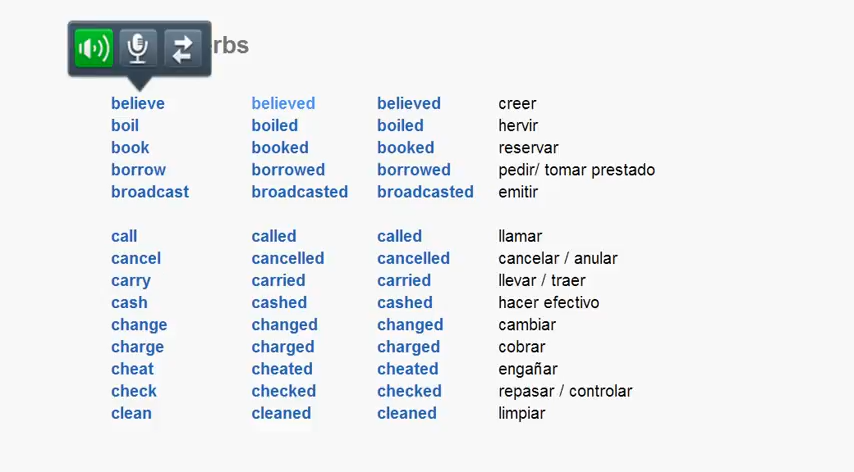 rbs
believe believed believed creer
boil boiled boiled hervir
book booked booked reservar
borrow borrowed borrowed pedir/ tomar prestado
broadcast broadcasted broadcasted emitir
call called called llamar
cancel cancelled cancelled cancelar / anular
carry carried carried llevar / traer
cash cashed cashed hacer efectivo
change changed changed cambiar
charge charged charged cobrar
cheat cheated cheated engañar
check checked checked repasar / controlar
clean cleaned cleaned limpiar